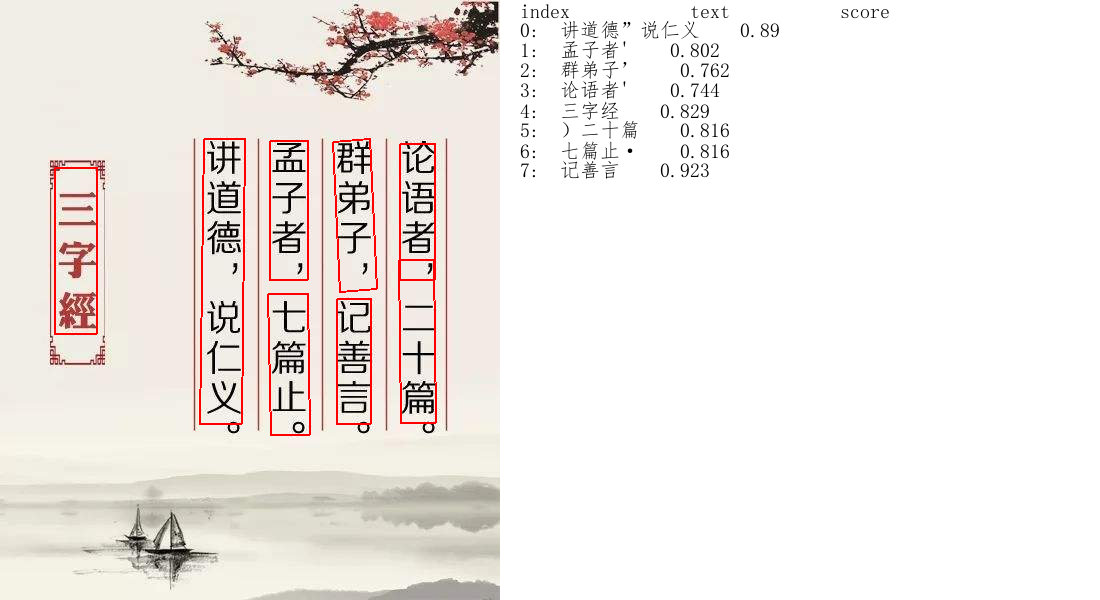 论语者，二十篇。
群弟子，记善言。
孟子者，七篇止。
讲道德，说仁义。
三字經
index text score
0: 讲道德”说仁义 0.89
1: 孟子者' 0.802
2: 群弟子’ 0.762
3: 论语者' 0.744
4: 三字经 0.829
5: ）二十篇 0.816
6: 七篇止· 0.816
7: 记善言 0.923